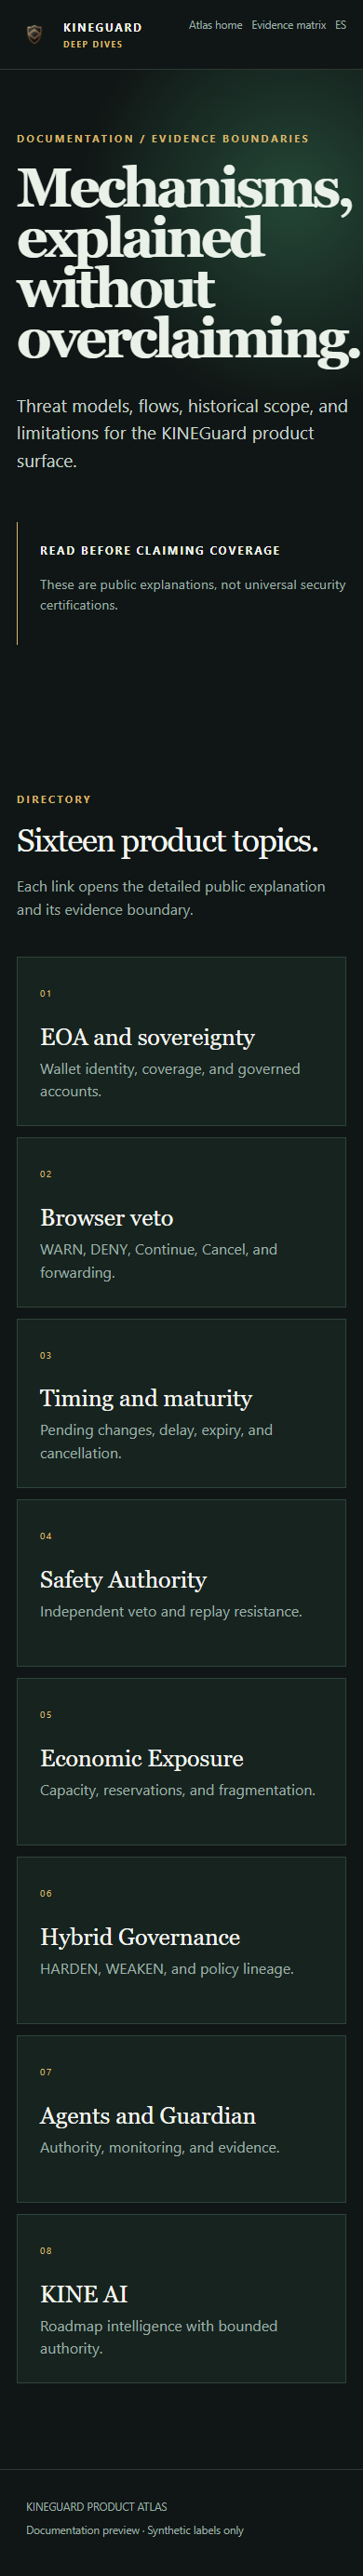 KINEGUARD
DEEP DIVES
Atlas home Evidence matrix ES
DOCUMENTATION / EVIDENCE BOUNDARIES
Mechanisms,
explained
without
overclaiming.
Threat models, flows, historical scope, and
limitations for the KINEGuard product
surface.
READ BEFORE CLAIMING COVERAGE
These are public explanations, not universal security
certifications.
DIRECTORY
Sixteen product topics.
Each link opens the detailed public explanation
and its evidence boundary.
01
EOA and sovereignty
Wallet identity, coverage, and governed
accounts.
02
Browser veto
WARN, DENY, Continue, Cancel, and
forwarding.
03
Timing and maturity
Pending changes, delay, expiry, and
cancellation.
04
Safety Authority
Independent veto and replay resistance.
05
Economic Exposure
Capacity, reservations, and fragmentation.
06
Hybrid Governance
HARDEN, WEAKEN, and policy lineage.
07
Agents and Guardian
Authority, monitoring, and evidence.
08
KINE AI
Roadmap intelligence with bounded
authority.
KINEGUARD PRODUCT ATLAS
Documentation preview · Synthetic labels only